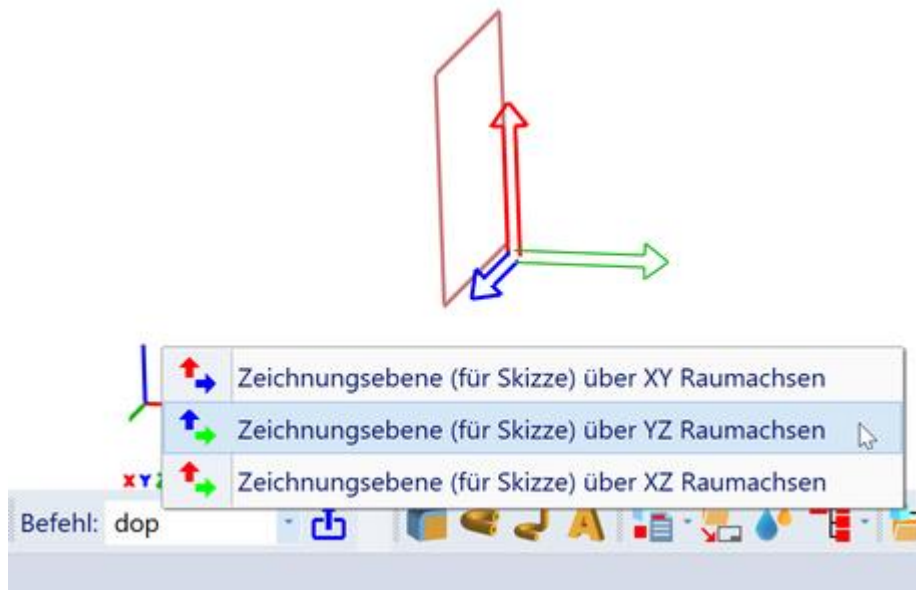 Zeichnungsebene (für Skizze) über XY Raumachsen
Zeichnungsebene (für Skizze) über YZ Raumachsen
Zeichnungsebene (für Skizze) über XZ Raumachsen
X Y Z
Befehl: dop